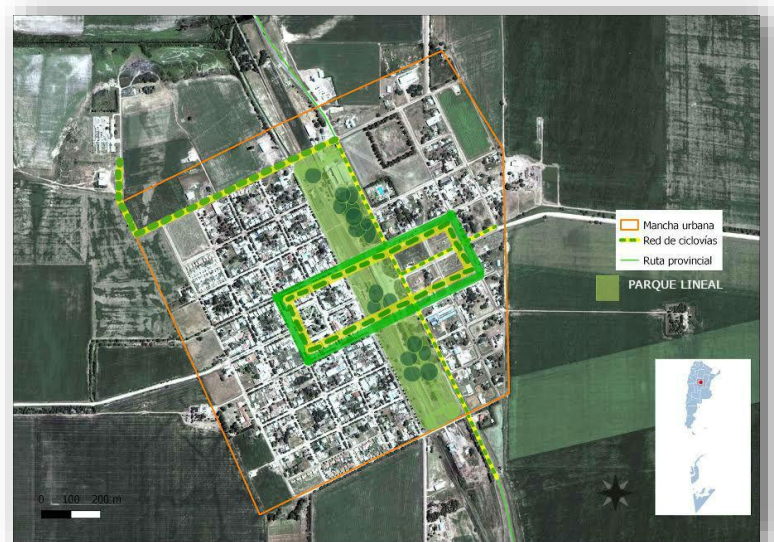 Mancha urbana
Red de ciclovías
Ruta provincial
PARQUE LINEAL
0 100 200 m